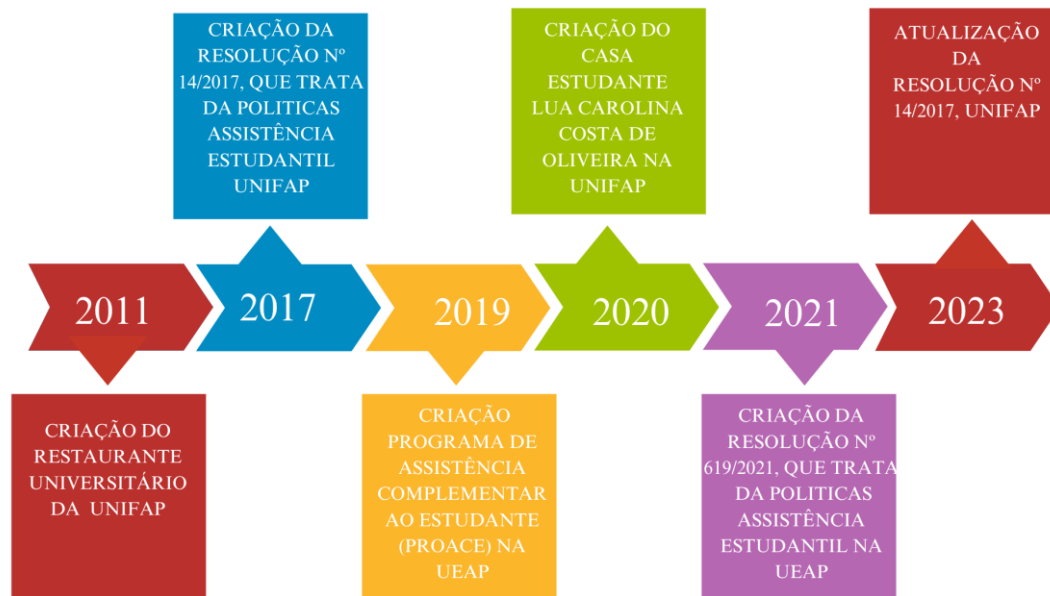 CRIAÇÃO DA
RESOLUÇÃO Nº
14/2017, QUE TRATA
DA POLITICAS
ASSISTÊNCIA
ESTUDANTIL
UNIFAP
CRIAÇÃO DO
CASA
ESTUDANTE
LUA CAROLINA
COSTA DE
OLIVEIRA NA
UNIFAP
ATUALIZAÇÃO
DA
RESOLUÇÃO Nº
14/2017, UNIFAP
2011
2017
2019
2020
2021
2023
CRIAÇÃO DO
RESTAURANTE
UNIVERSITÁRIO
DA UNIFAP
CRIAÇÃO
PROGRAMA DE
ASSISTÊNCIA
COMPLEMENTAR
AO ESTUDANTE
(PROACE) NA
UEAP
CRIAÇÃO DA
RESOLUÇÃO Nº
619/2021, QUE TRATA
DA POLITICAS
ASSISTÊNCIA
ESTUDANTIL NA
UEAP